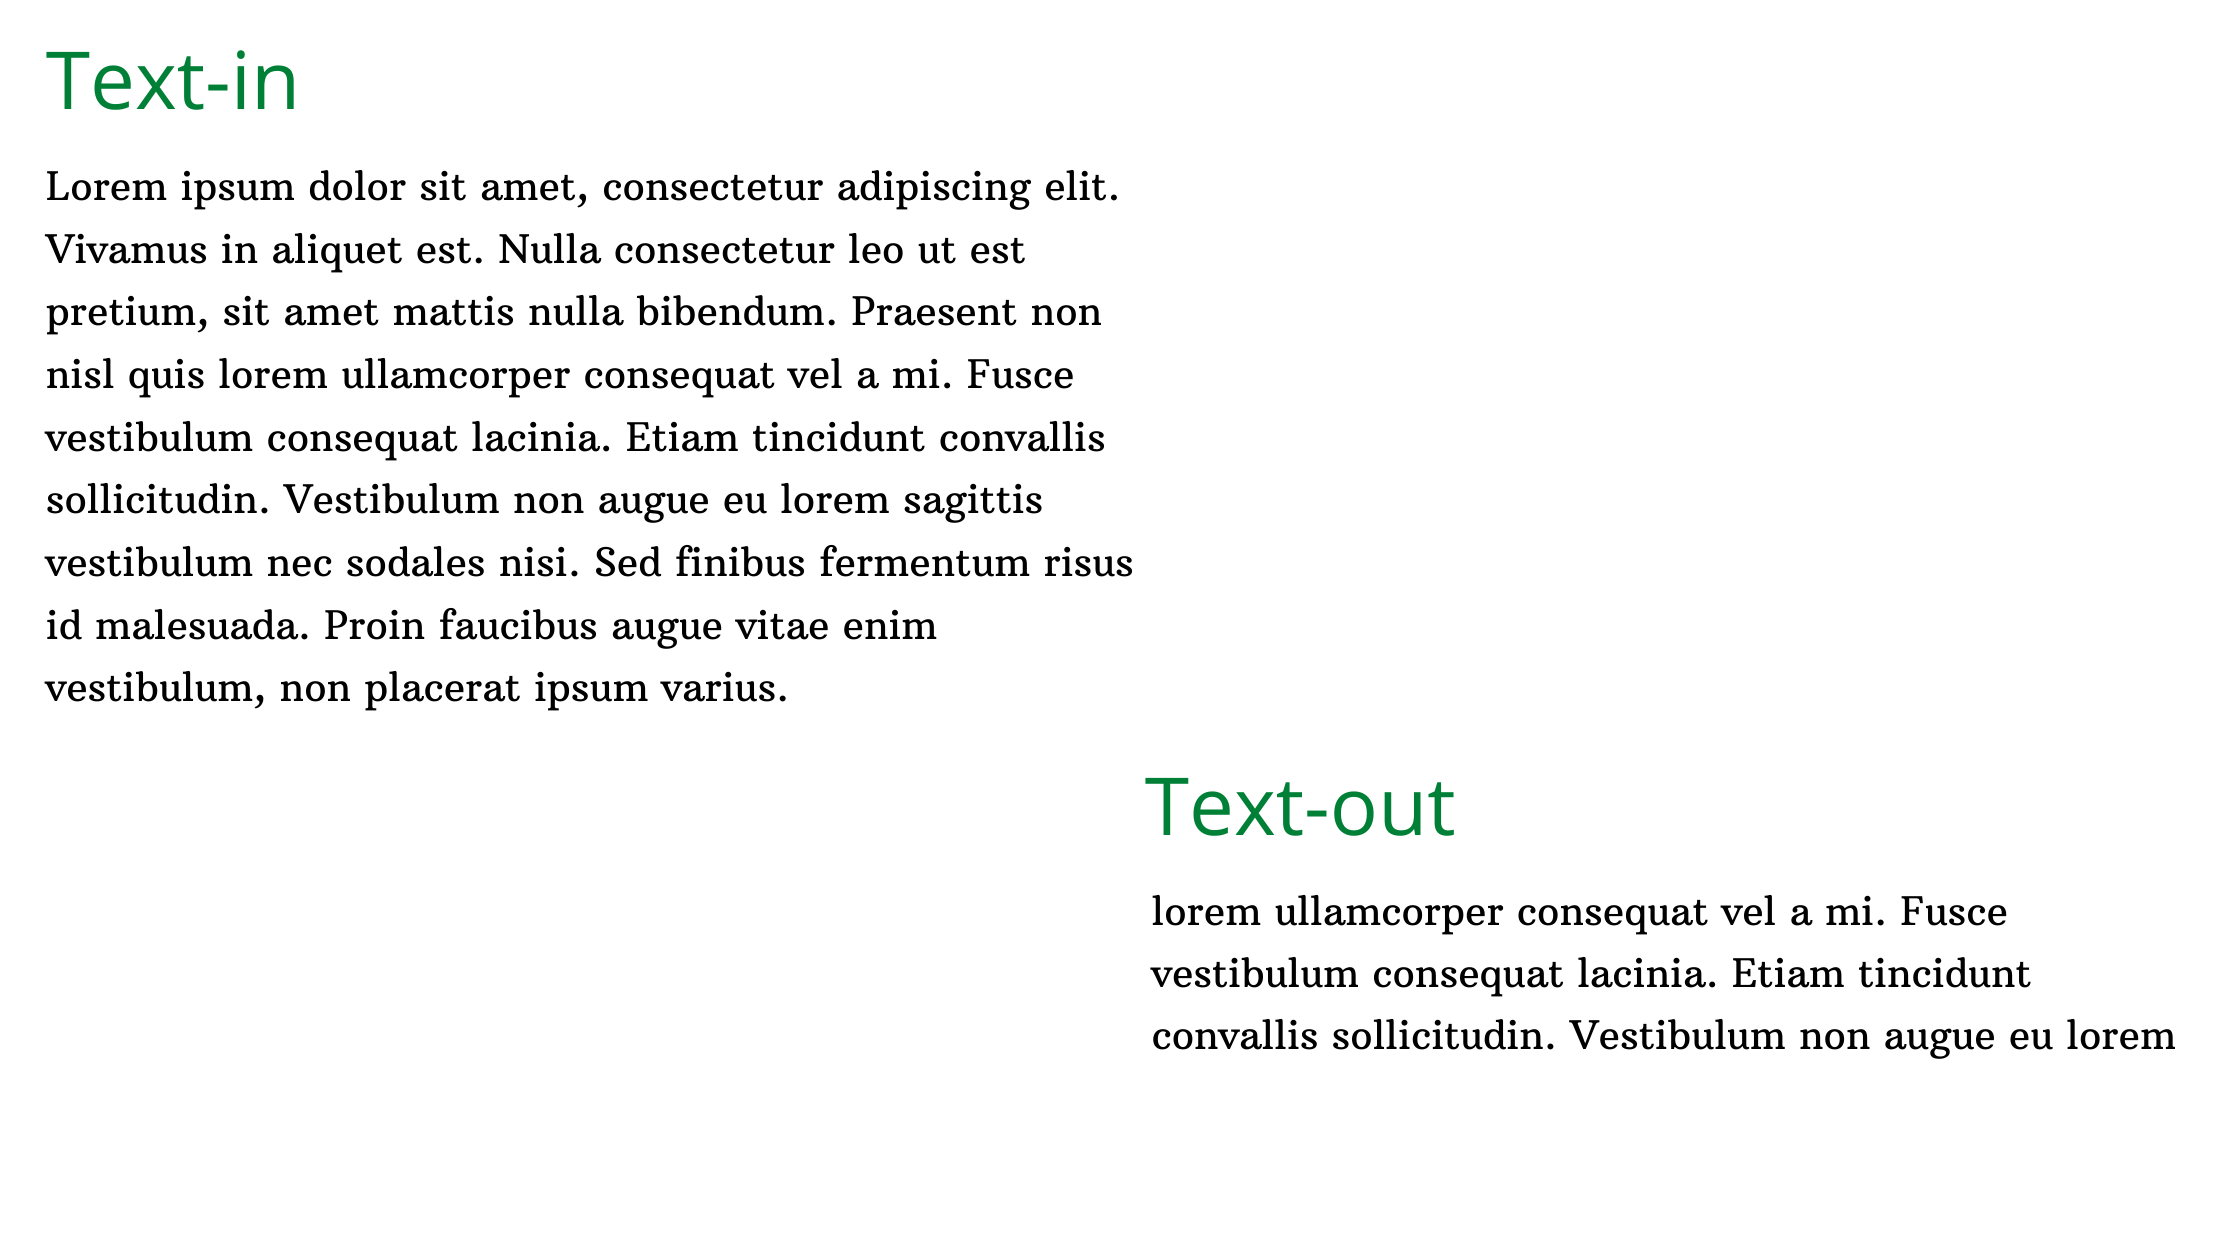 Text-in
Lorem ipsum dolor sit amet, consectetur adipiscing elit.
Vivamus in aliquet est. Nulla consectetur leo ut est
pretium, sit amet mattis nulla bibendum. Praesent non
nisl quis lorem ullamcorper consequat vel a mi. Fusce
vestibulum consequat lacinia. Etiam tincidunt convallis
sollicitudin. Vestibulum non augue eu lorem sagittis
vestibulum nec sodales nisi. Sed finibus fermentum risus
id malesuada. Proin faucibus augue vitae enim
vestibulum, non placerat ipsum varius.
Text-out
lorem ullamcorper consequat vel a mi. Fusce
vestibulum consequat lacinia. Etiam tincidunt
convallis sollicitudin. Vestibulum non augue eu lorem